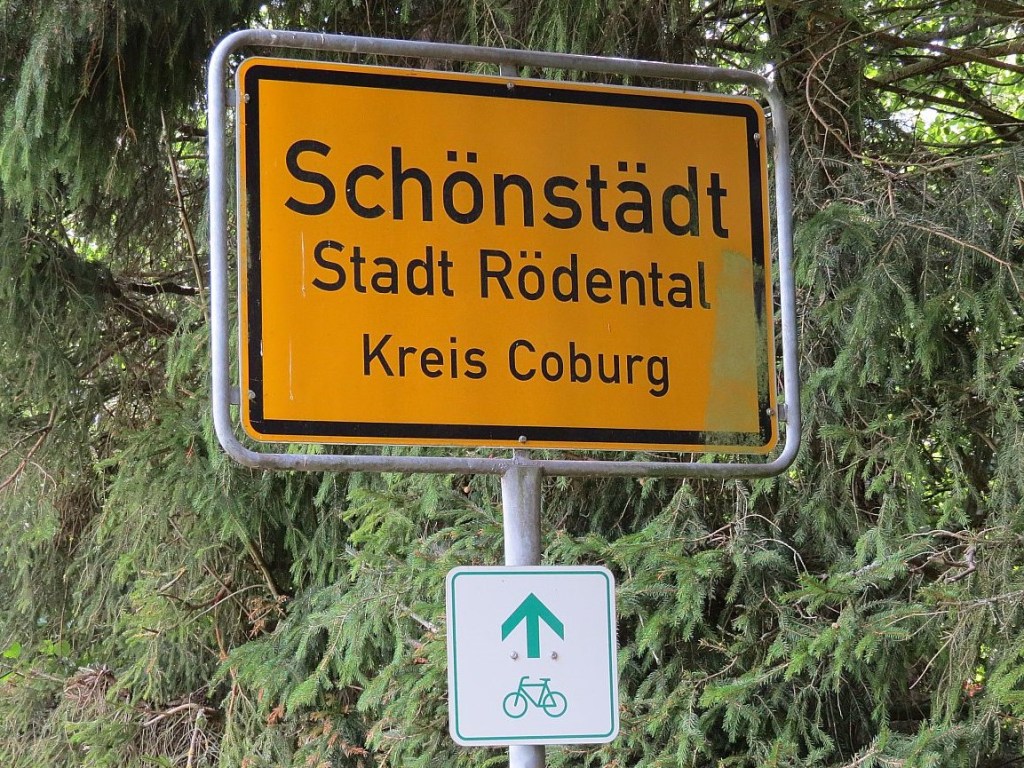 Schönstädt
Stadt Rödental
Kreis Coburg